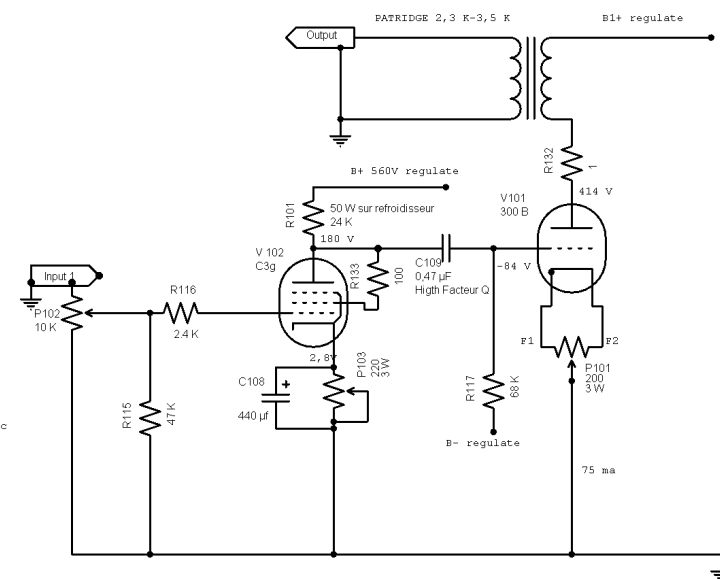 PATRIDGE 2,3 K-3,5 K
B1+ regulate
Output
R132
1
B+ 560V regulate
414 V
V101
300 B
R101
50 W sur refroidisseur
24 K
180 V
V 102
C3g
R133
100
C109
0,47 µF
Higth Facteur Q
-84 V
Input 1
P102
10 K
R116
2.4 K
F1
F2
2,8V
P103
220
3 W
P101
200
3 W
C108
+
440 µf
R117
68 K
R115
47 K
c
B- regulate
75 ma